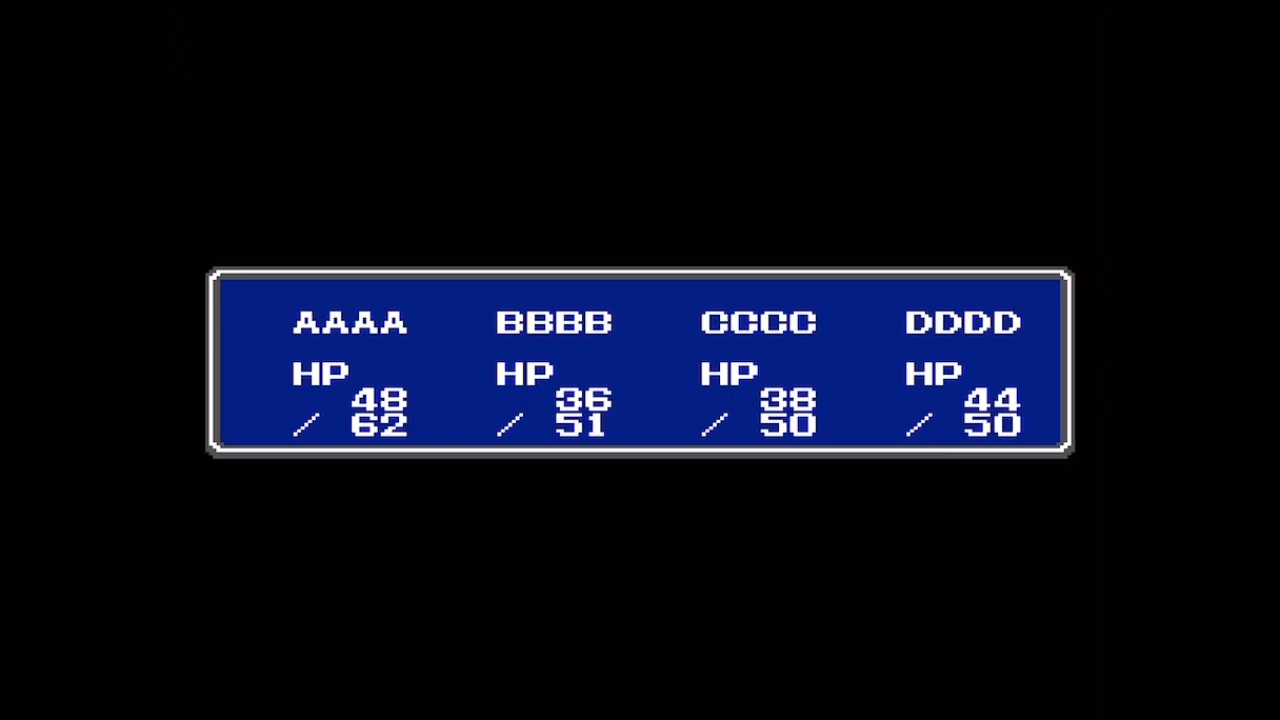 AAAA BBBB CCCC DDDD
HP HP HP HP
48 36 38 44
/ 62 / 51 / 50 / 50